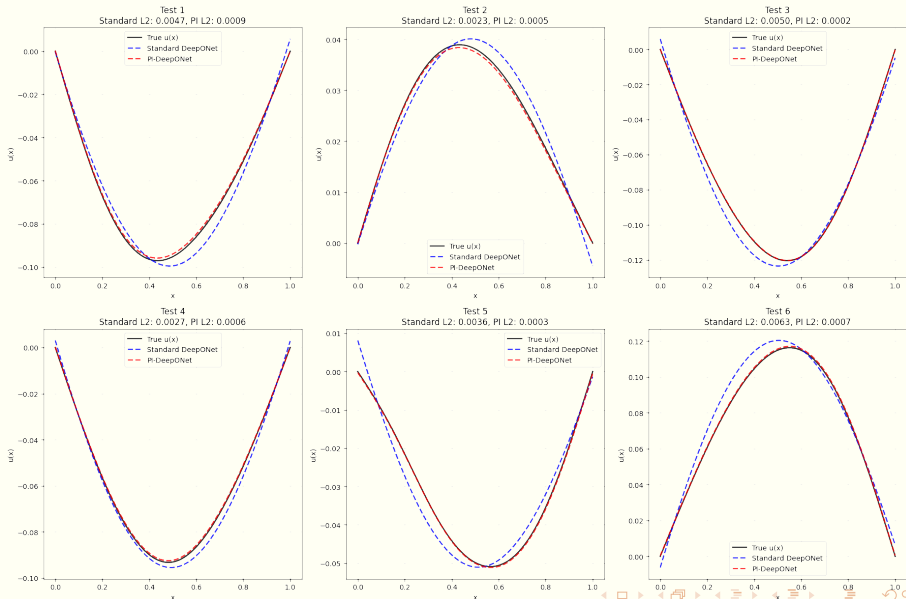 Test 1
Standard L2: 0.0047, PI L2: 0.0009
True u(x)
Standard DeepONet
PI-DeepONet
0.00
−0.02
−0.04
−0.06
−0.08
−0.10
u(x)
0.0 0.2 0.4 0.6 0.8 1.0
x
Test 2
Standard L2: 0.0023, PI L2: 0.0005
0.04
0.03
0.02
0.01
0.00
u(x)
True u(x)
Standard DeepONet
PI-DeepONet
0.0 0.2 0.4 0.6 0.8 1.0
x
Test 3
Standard L2: 0.0050, PI L2: 0.0002
True u(x)
Standard DeepONet
PI-DeepONet
0.00
−0.02
−0.04
−0.06
−0.08
−0.10
−0.12
u(x)
0.0 0.2 0.4 0.6 0.8 1.0
x
Test 4
Standard L2: 0.0027, PI L2: 0.0006
True u(x)
Standard DeepONet
PI-DeepONet
0.00
−0.02
−0.04
−0.06
−0.08
−0.10
u(x)
0.0 0.2 0.4 0.6 0.8 1.0
x
Test 5
Standard L2: 0.0036, PI L2: 0.0003
True u(x)
Standard DeepONet
PI-DeepONet
0.01
0.00
−0.01
−0.02
−0.03
−0.04
−0.05
u(x)
0.0 0.2 0.4 0.6 0.8 1.0
x
Test 6
Standard L2: 0.0063, PI L2: 0.0007
0.12
0.10
0.08
0.06
0.04
0.02
0.00
u(x)
True u(x)
Standard DeepONet
PI-DeepONet
0.0 0.2 0.4 0.6 0.8 1.0
x